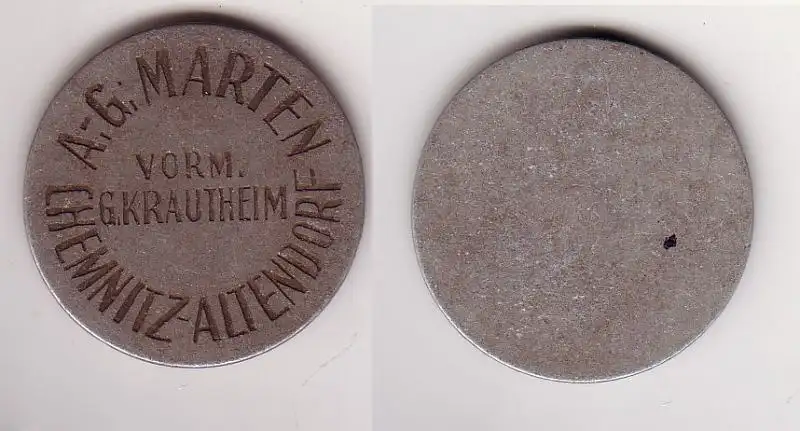 A.-G. MARTEN
VORM.
G. KRAUTHEIM
CHEMNITZ-ALTENDORF